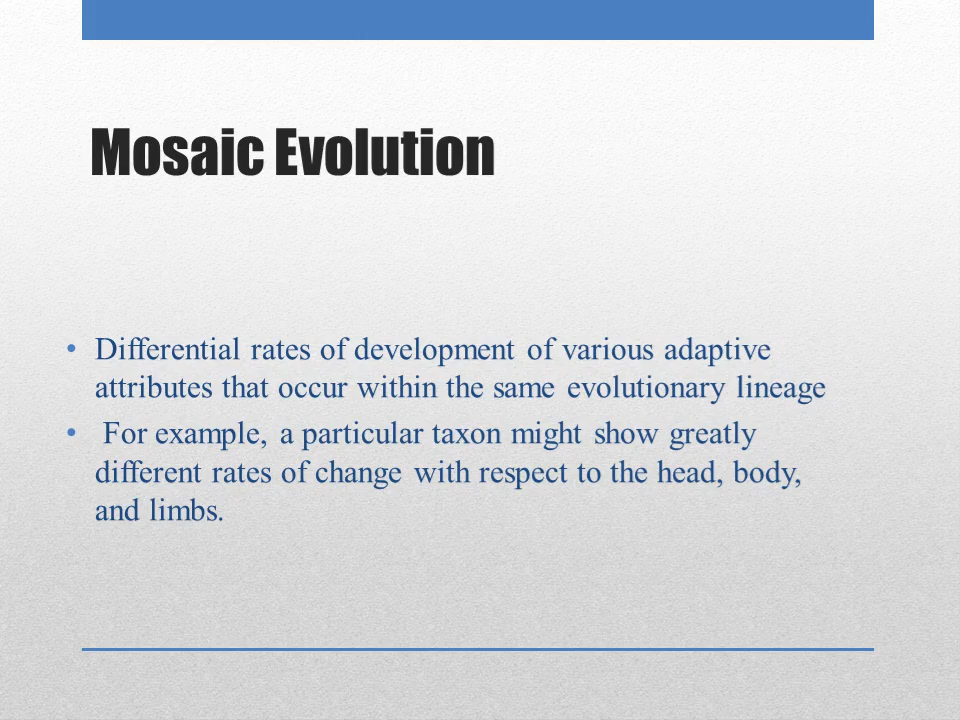 Mosaic Evolution
• Differential rates of development of various adaptive
attributes that occur within the same evolutionary lineage
• For example, a particular taxon might show greatly
different rates of change with respect to the head, body,
and limbs.